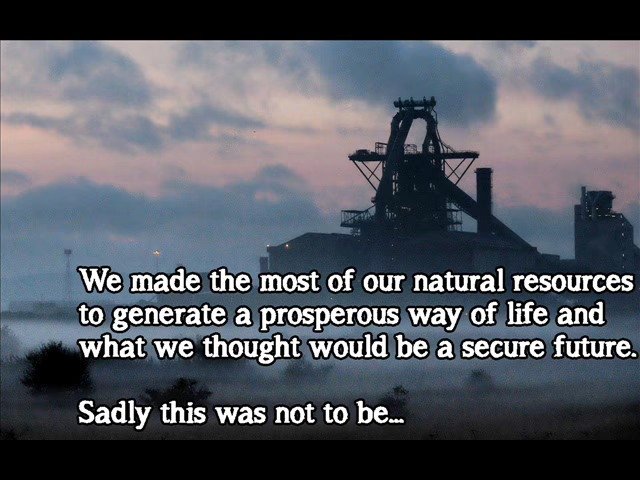 We made the most of our natural resources
to generate a prosperous way of life and
what we thought would be a secure future.
Sadly this was not to be...